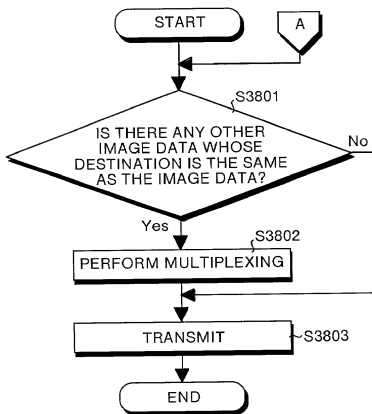 START
A
S3801
IS THERE ANY OTHER
IMAGE DATA WHOSE
DESTINATION IS THE SAME
AS THE IMAGE DATA?
No
Yes
S3802
PERFORM MULTIPLEXING
TRANSMIT
S3803
END